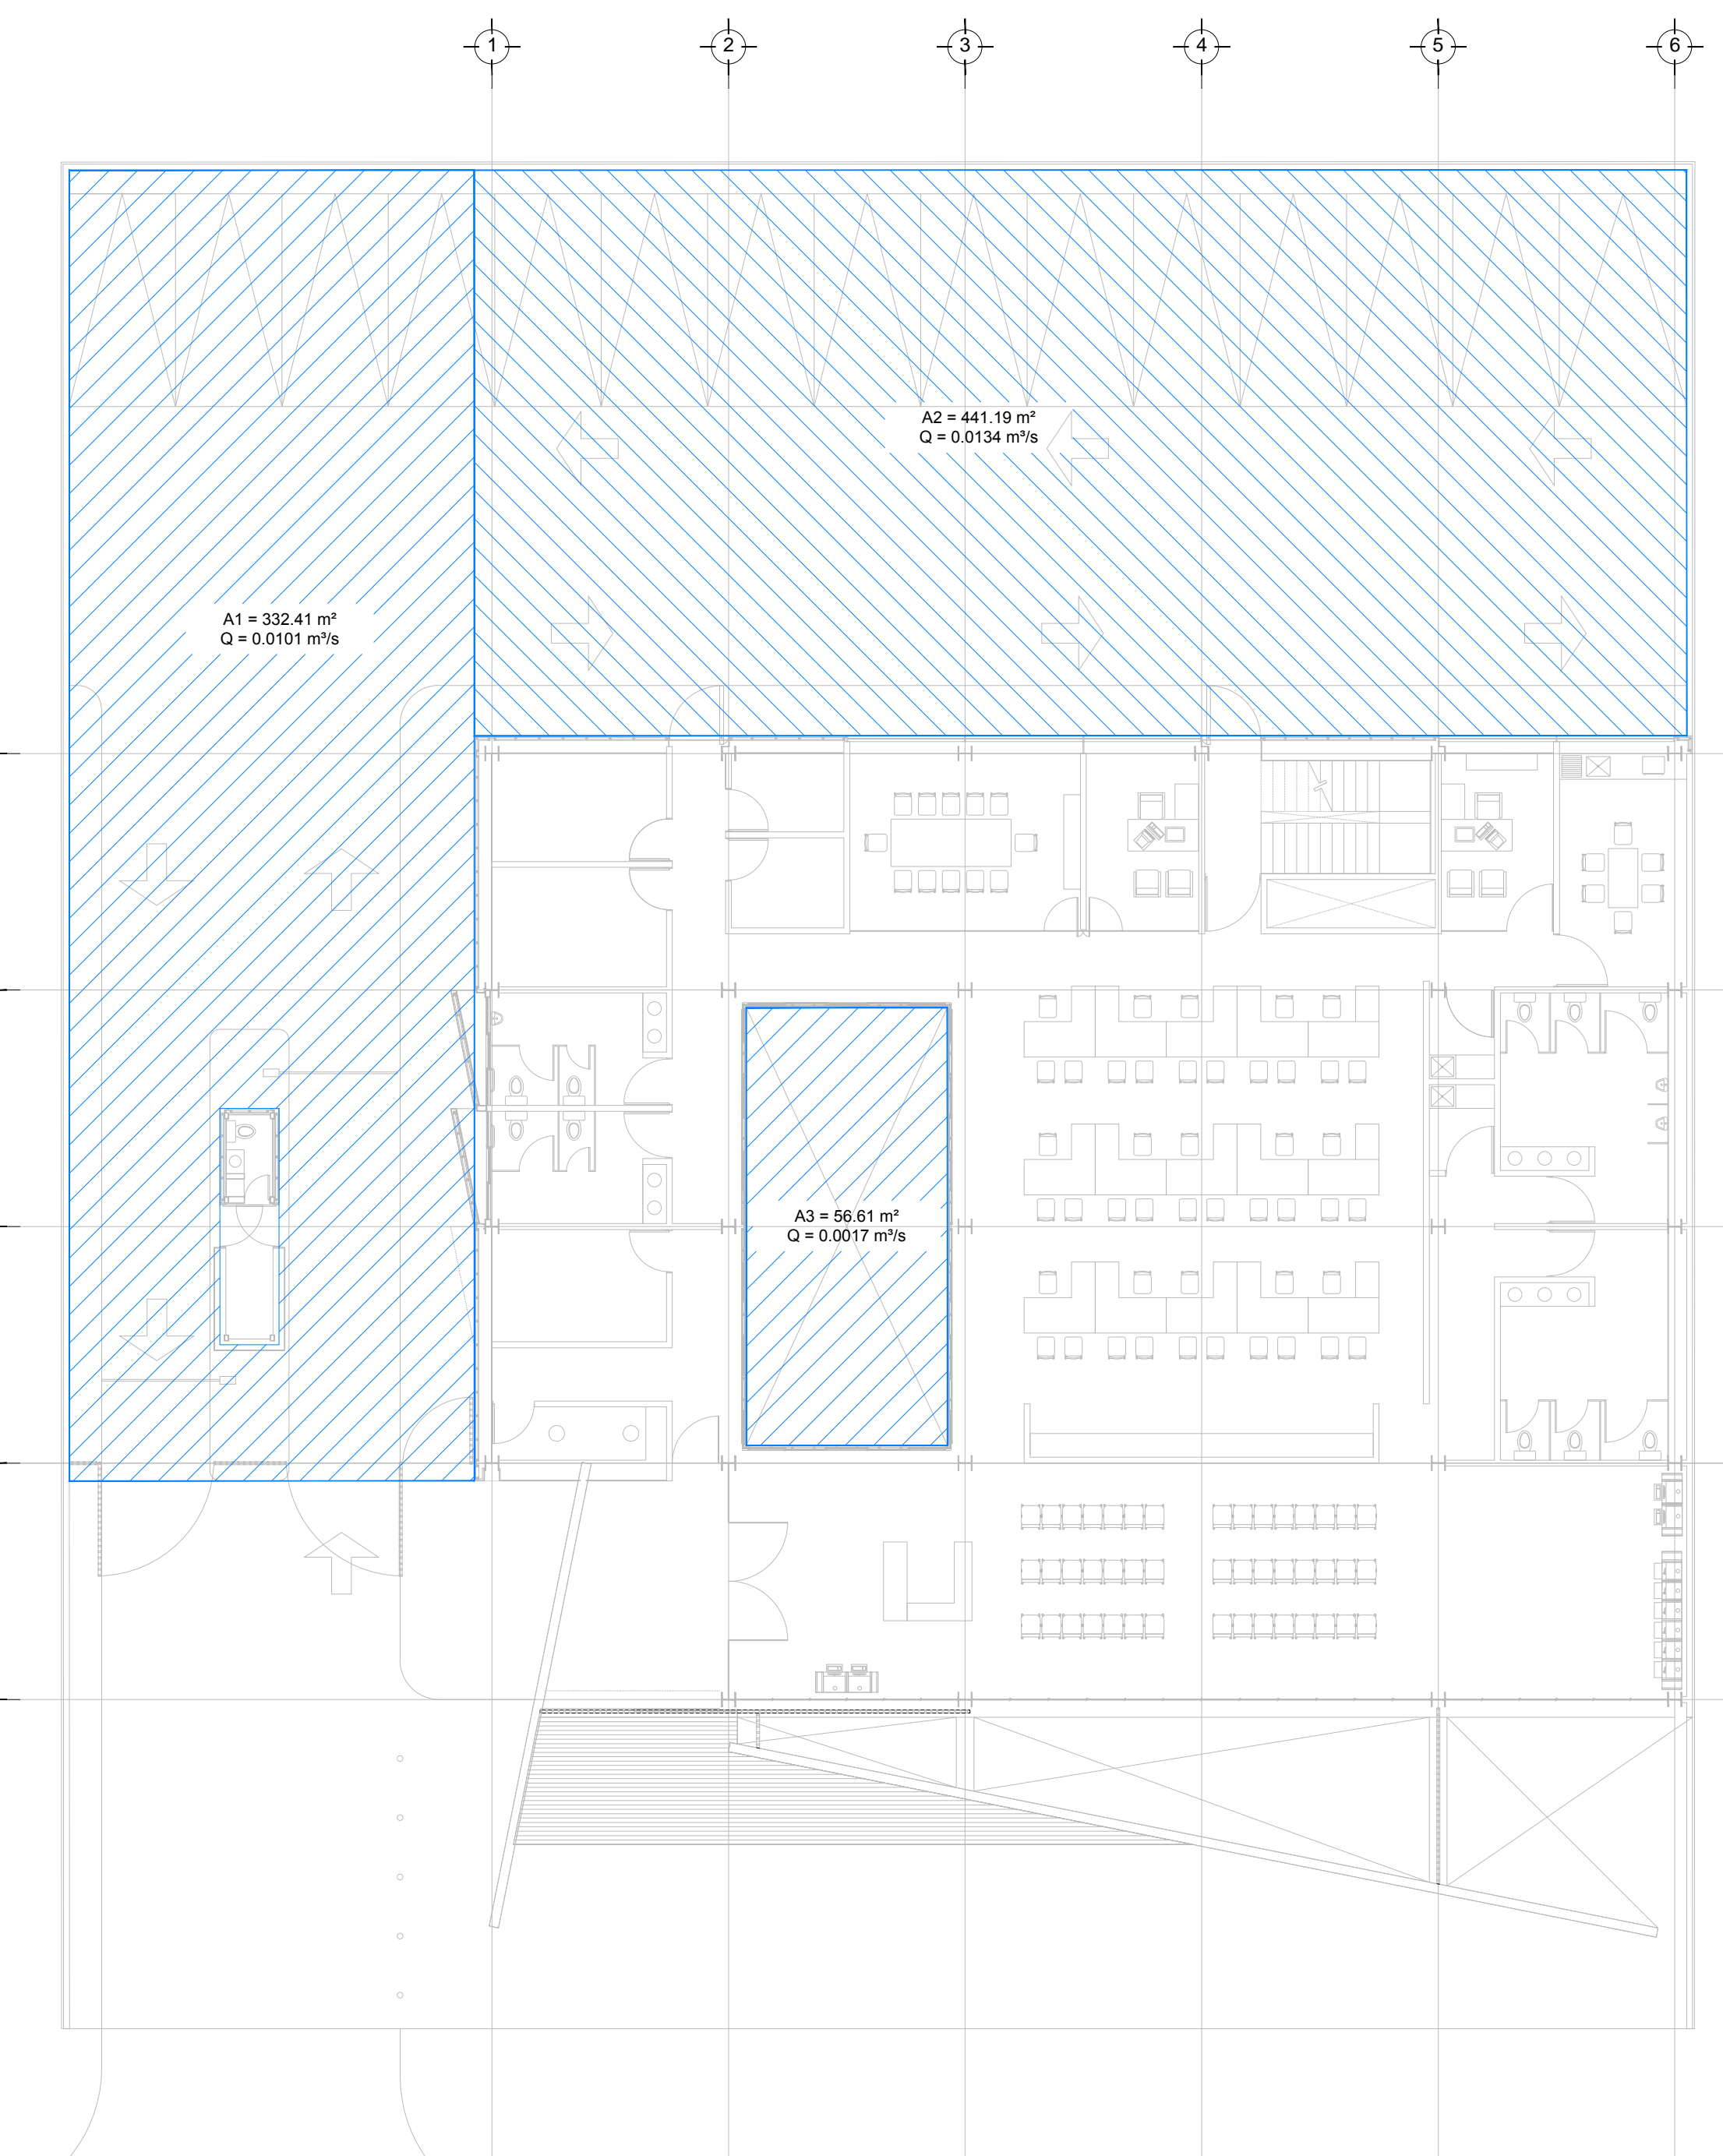 1 2 3 4 5 6
A2 = 441.19 m²
Q = 0.0134 m³/s
A1 = 332.41 m²
Q = 0.0101 m³/s
A3 = 56.61 m²
Q = 0.0017 m³/s